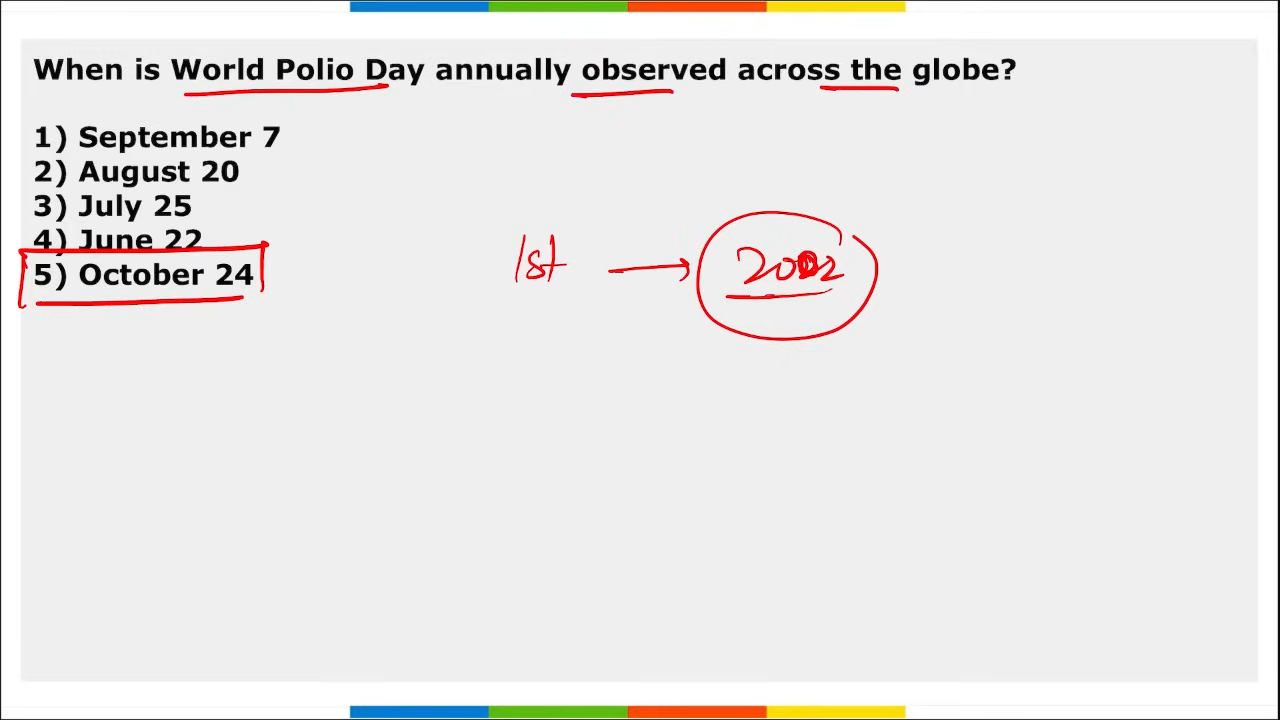 When is World Polio Day annually observed across the globe?
1) September 7
2) August 20
3) July 25
4) June 22
5) October 24
1st → 2002